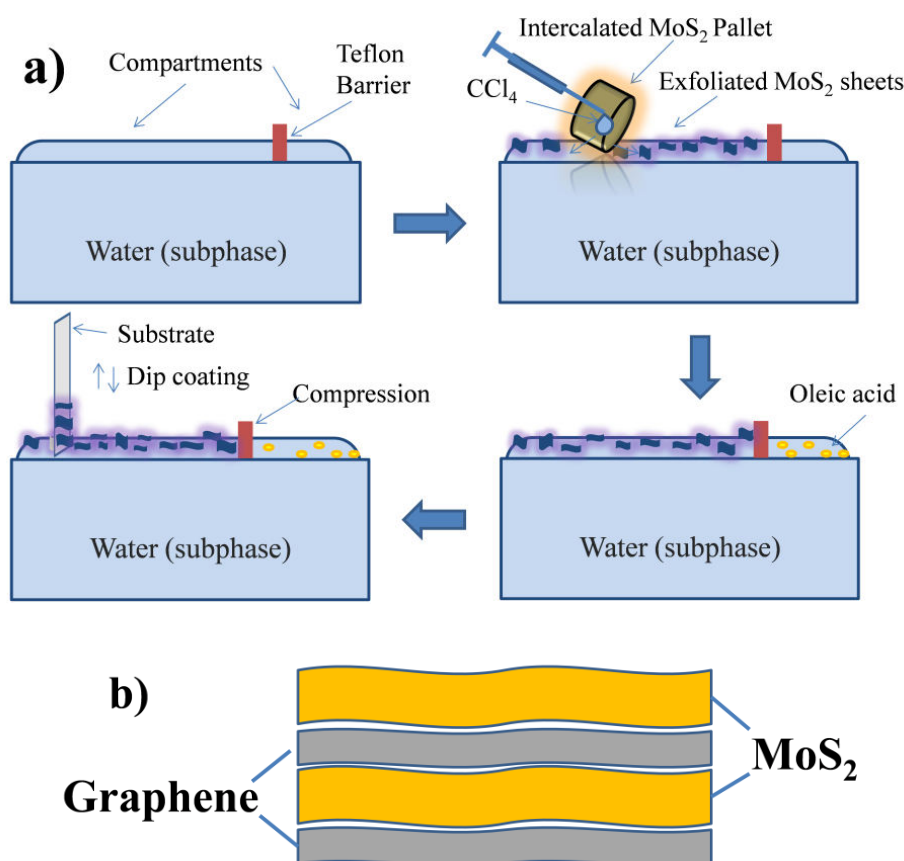 a)
Compartments
Teflon
Barrier
Water (subphase)
Intercalated MoS₂ Pallet
CCl₄
Exfoliated MoS₂ sheets
Water (subphase)
Substrate
Dip coating
Compression
Water (subphase)
Oleic acid
Water (subphase)
b)
Graphene
MoS₂